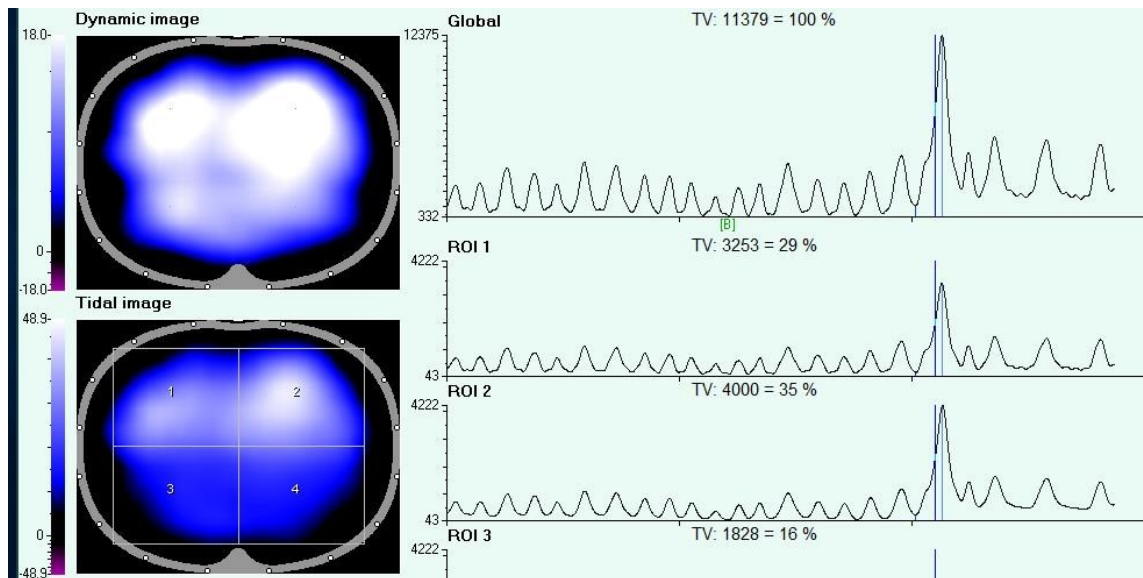 Dynamic image
18.0
0
-18.0
Tidal image
48.9
1
2
3
4
0
-48.9
Global
TV: 11379 = 100 %
12375
332
[B]
ROI 1
TV: 3253 = 29 %
4222
43
ROI 2
TV: 4000 = 35 %
4222
43
ROI 3
TV: 1828 = 16 %
4222